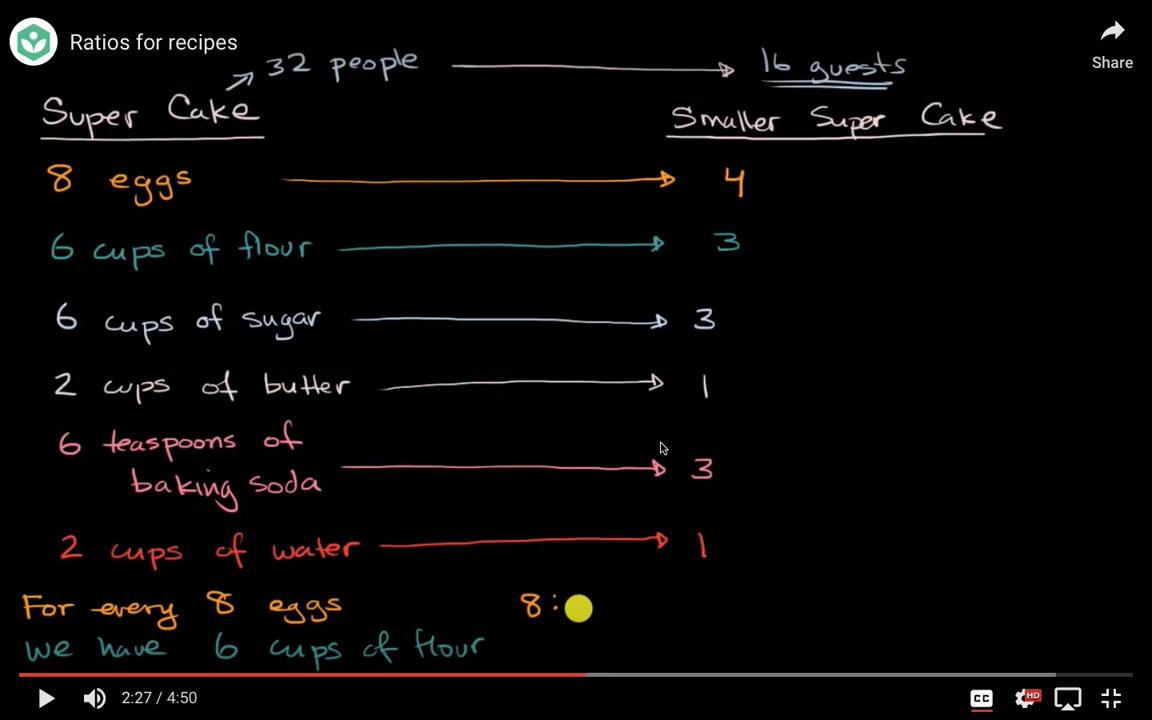 Ratios for recipes
Share
32 people 16 guests
Super Cake Smaller Super Cake
8 eggs 4
6 cups of flour 3
6 cups of sugar 3
2 cups of butter 1
6 teaspoons of
baking soda 3
2 cups of water 1
For every 8 eggs 8:
we have 6 cups of flour
2:27 / 4:50 CC HD